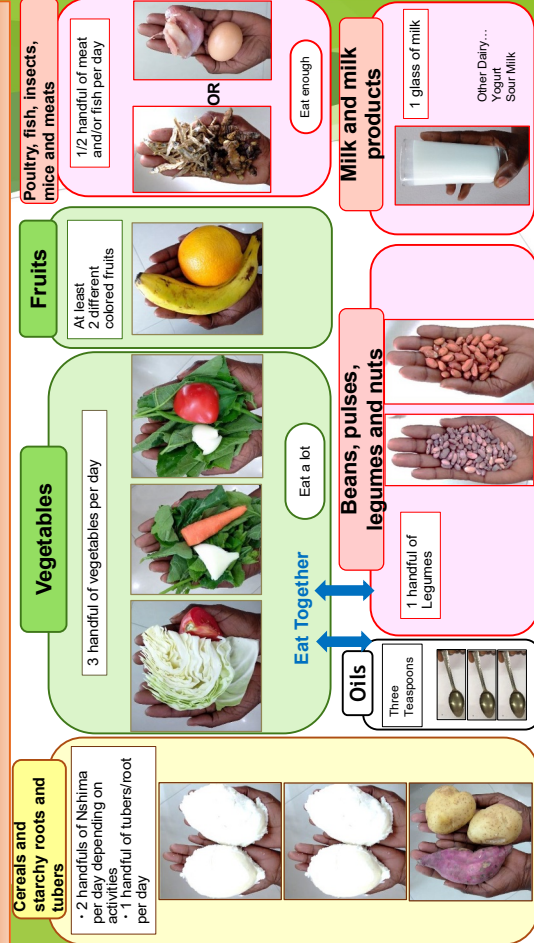 Cereals and
starchy roots and
tubers
• 2 handfuls of Nshima
per day depending on
activities
• 1 handful of tubers/root
per day
Vegetables
3 handful of vegetables per day
Eat a lot
Eat Together
Fruits
At least
2 different
colored fruits
Poultry, fish, insects,
mice and meats
1/2 handful of meat
and/or fish per day
OR
Eat enough
Oils
Three
Teaspoons
Beans, pulses,
legumes and nuts
1 handful of
Legumes
Milk and milk
products
1 glass of milk
Other Dairy…
Yogurt
Sour Milk